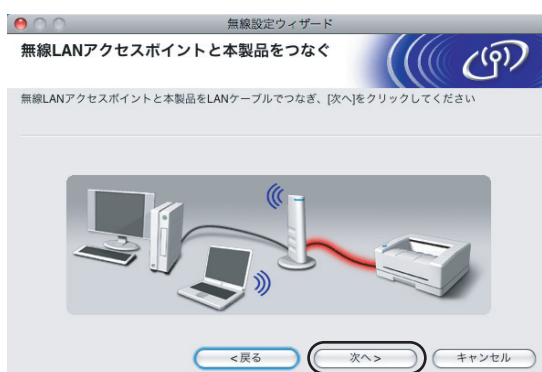 無線設定ウィザード
無線LANアクセスポイントと本製品をつなぐ
無線LANアクセスポイントと本製品をLANケーブルでつなぎ、[次へ]をクリックしてください
<戻る
次へ>
キャンセル